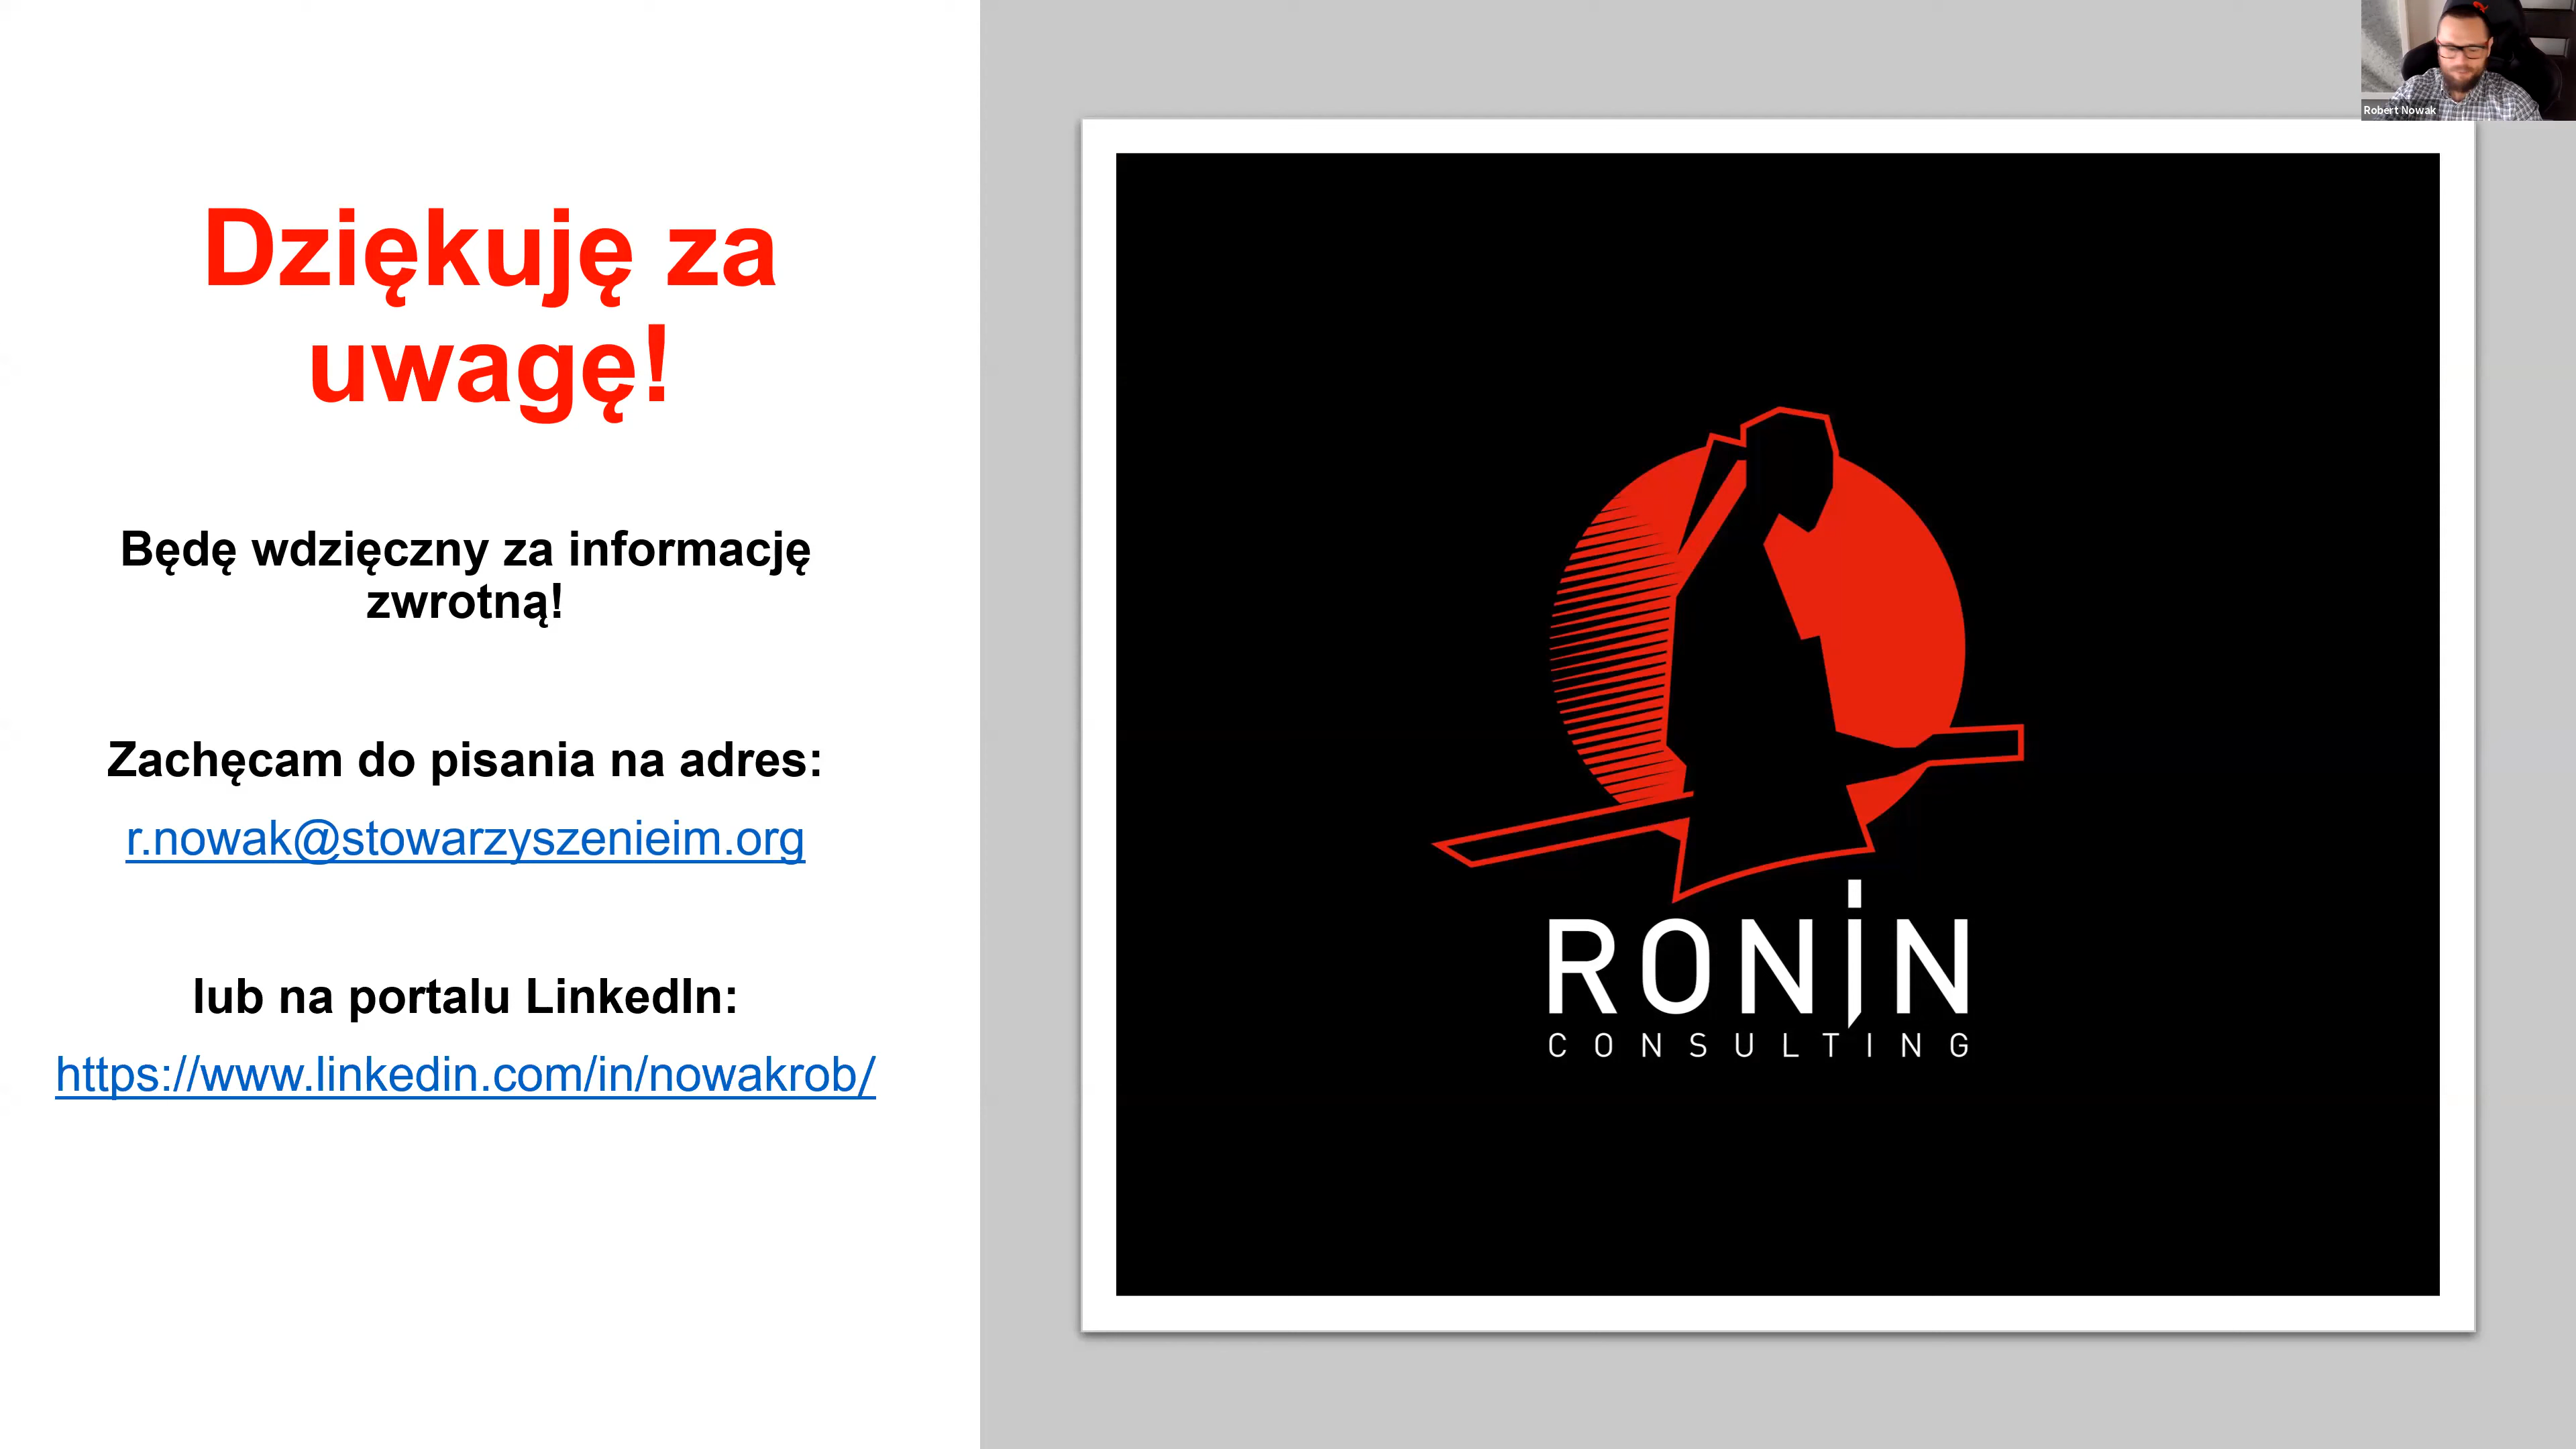 Robert Nowak
Dziękuję za
uwagę!
Będę wdzięczny za informację
zwrotną!
Zachęcam do pisania na adres:
r.nowak@stowarzyszenieim.org
lub na portalu LinkedIn:
https://www.linkedin.com/in/nowakrob/
RONiN
CONSULTING